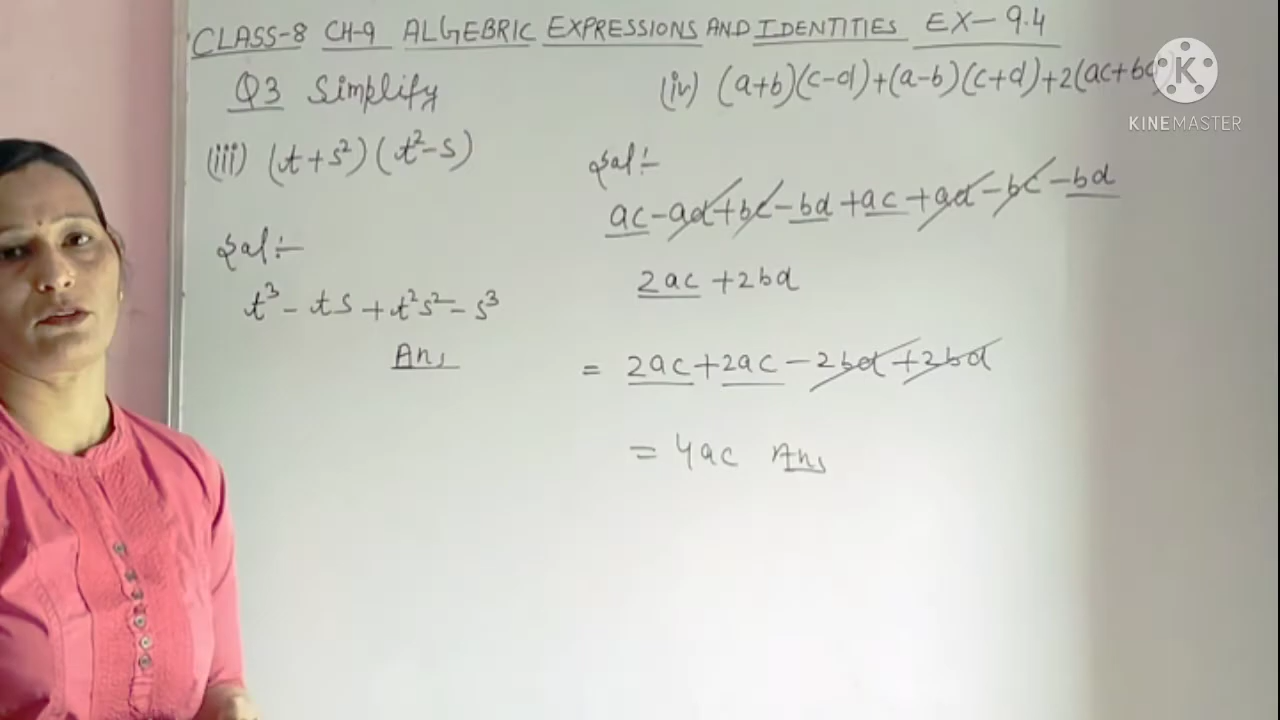 CLASS-8 CH-9 ALGEBRIC EXPRESSIONS AND IDENTITIES EX-9.4
Q3 Simplify
(iii) (t+s²)(t²-s)
Sol:-
t³-ts+t²s²-s³
Ans
(iv) (a+b)(c-d)+(a-b)(c+d)+2(ac+bd)
Sol:-
ac-ad+bc-bd+ac+ad-bc-bd
2ac+2bd
= 2ac+2ac-2bd+2bd
= 4ac Ans
K
KINEMASTER